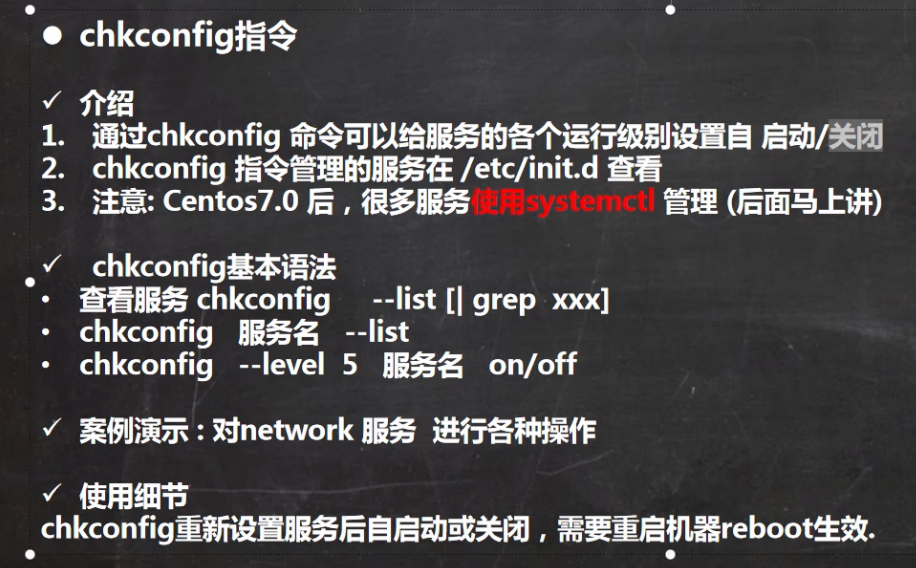 ● chkconfig指令
✓ 介绍
1. 通过chkconfig 命令可以给服务的各个运行级别设置自 启动/关闭
2. chkconfig 指令管理的服务在 /etc/init.d 查看
3. 注意: Centos7.0 后，很多服务使用systemctl 管理 (后面马上讲)
✓ chkconfig基本语法
• 查看服务 chkconfig --list [| grep xxx]
• chkconfig 服务名 --list
• chkconfig --level 5 服务名 on/off
✓ 案例演示 : 对network 服务 进行各种操作
✓ 使用细节
chkconfig重新设置服务后自启动或关闭，需要重启机器reboot生效.